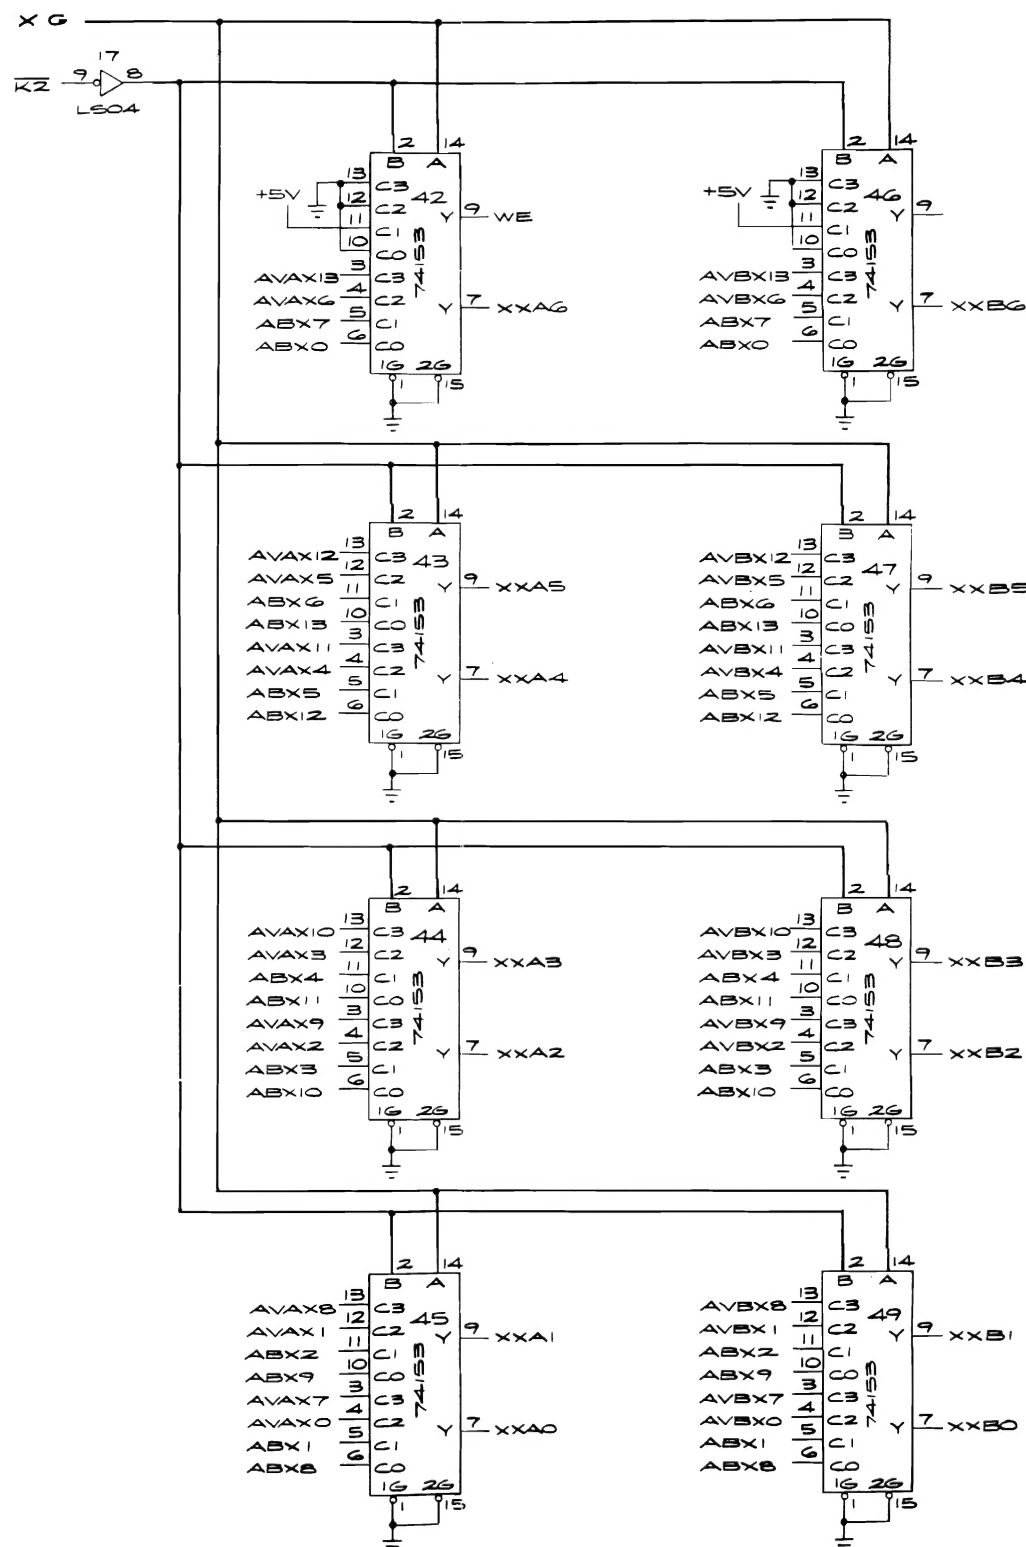 XG
K2 9 17 8
LS04
2 14
B A
+5V
13 C3
12 C2
11 C1
10 C0
AVAX13 3 C3
AVAX6 4 C2
ABX7 5 C1
ABX0 6 C0
42
74153
Y 9 WE
Y 7 XXA6
1G 2G
1 15
2 14
B A
+5V
13 C3
12 C2
11 C1
10 C0
AVBX13 3 C3
AVBX6 4 C2
ABX7 5 C1
ABX0 6 C0
46
74153
Y 9
Y 7 XXB6
1G 2G
1 15
2 14
B A
AVAX12 13 C3
AVAX5 12 C2
ABX6 11 C1
ABX13 10 C0
AVAX11 3 C3
AVAX4 4 C2
ABX5 5 C1
ABX12 6 C0
43
74153
Y 9 XXA5
Y 7 XXA4
1G 2G
1 15
2 14
B A
AVBX12 13 C3
AVBX5 12 C2
ABX6 11 C1
ABX13 10 C0
AVBX11 3 C3
AVBX4 4 C2
ABX5 5 C1
ABX12 6 C0
47
74153
Y 9 XXB5
Y 7 XXB4
1G 2G
1 15
2 14
B A
AVAX10 13 C3
AVAX3 12 C2
ABX4 11 C1
ABX11 10 C0
AVAX9 3 C3
AVAX2 4 C2
ABX3 5 C1
ABX10 6 C0
44
74153
Y 9 XXA3
Y 7 XXA2
1G 2G
1 15
2 14
B A
AVBX10 13 C3
AVBX3 12 C2
ABX4 11 C1
ABX11 10 C0
AVBX9 3 C3
AVBX2 4 C2
ABX3 5 C1
ABX10 6 C0
48
74153
Y 9 XXB3
Y 7 XXB2
1G 2G
1 15
2 14
B A
AVAX8 13 C3
AVAX1 12 C2
ABX2 11 C1
ABX9 10 C0
AVAX7 3 C3
AVAX0 4 C2
ABX1 5 C1
ABX8 6 C0
45
74153
Y 9 XXA1
Y 7 XXA0
1G 2G
1 15
2 14
B A
AVBX8 13 C3
AVBX1 12 C2
ABX2 11 C1
ABX9 10 C0
AVBX7 3 C3
AVBX0 4 C2
ABX1 5 C1
ABX8 6 C0
49
74153
Y 9 XXB1
Y 7 XXB0
1G 2G
1 15